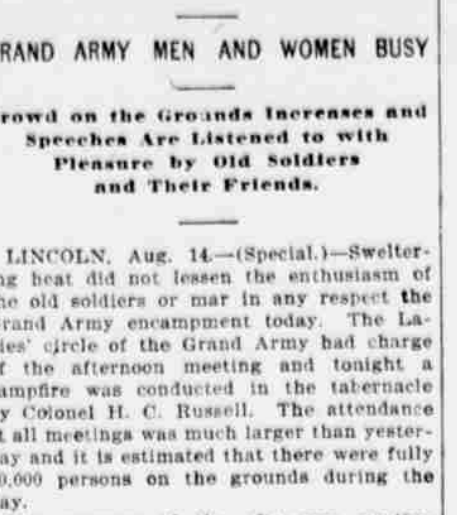 RAND ARMY MEN AND WOMEN BUSY
rowd on the Grounds Increases and
Speeches Are Listened to with
Pleasure by Old Soldiers
and Their Friends.
LINCOLN, Aug. 14.—(Special.)—Swelter-
ng heat did not lessen the enthusiasm of
he old soldiers or mar in any respect the
rand Army encampment today. The La-
ies' circle of the Grand Army had charge
f the afternoon meeting and tonight a
ampfire was conducted in the tabernacle
y Colonel H. C. Russell. The attendance
t all meetings was much larger than yester-
ay and it is estimated that there were fully
0,000 persons on the grounds during the
ay.